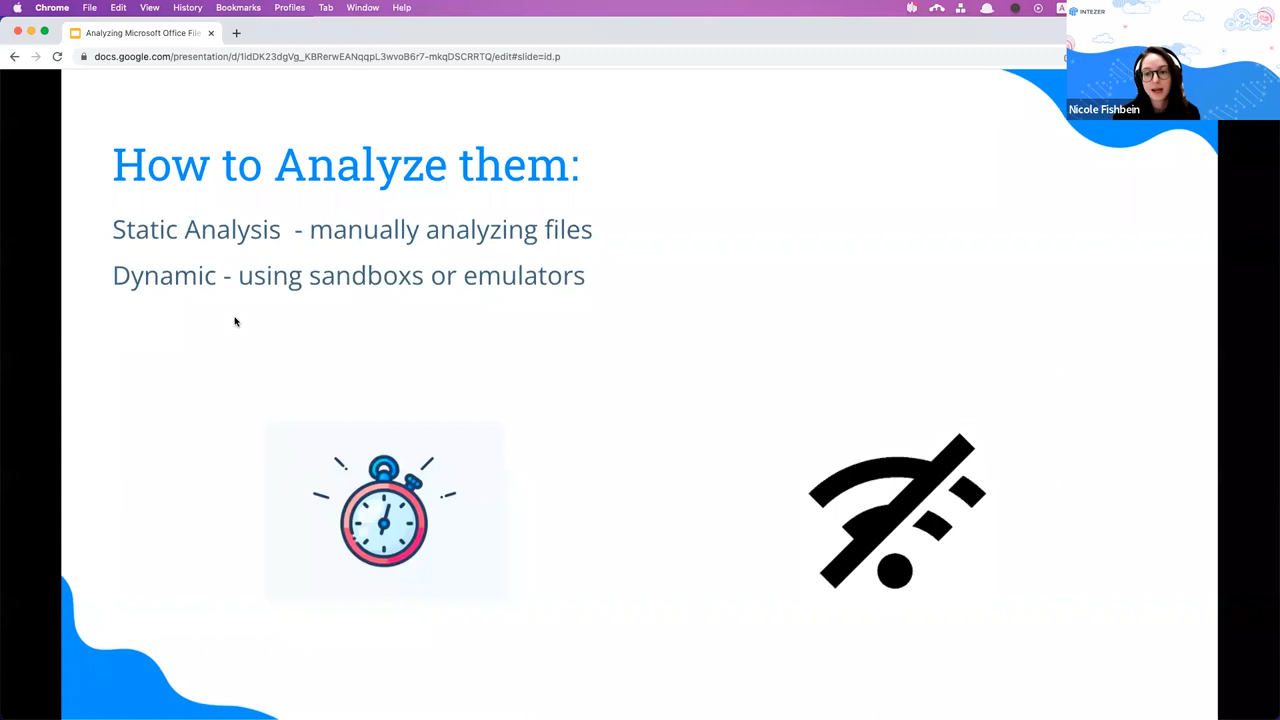 Chrome File Edit View History Bookmarks Profiles Tab Window Help
Analyzing Microsoft Office File
docs.google.com/presentation/d/1idDK23dgVg_KBRerwEANqqpL3wvoB6r7-mkqDSCRRTQ/edit#slide=id.p
INTEZER
Nicole Fishbein
How to Analyze them:
Static Analysis - manually analyzing files
Dynamic - using sandboxs or emulators